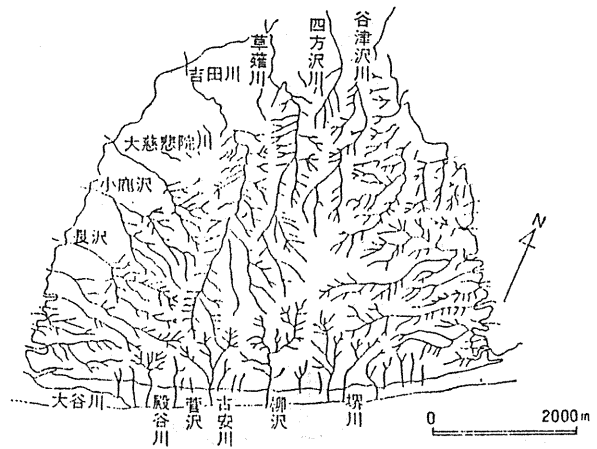 谷津沢川
四方沢川
草薙川
吉田川
大慈悲院川
小鹿沢
長沢
N
大谷川
殿谷川
菅沢
古安川
柳沢
堺川
0 2000m